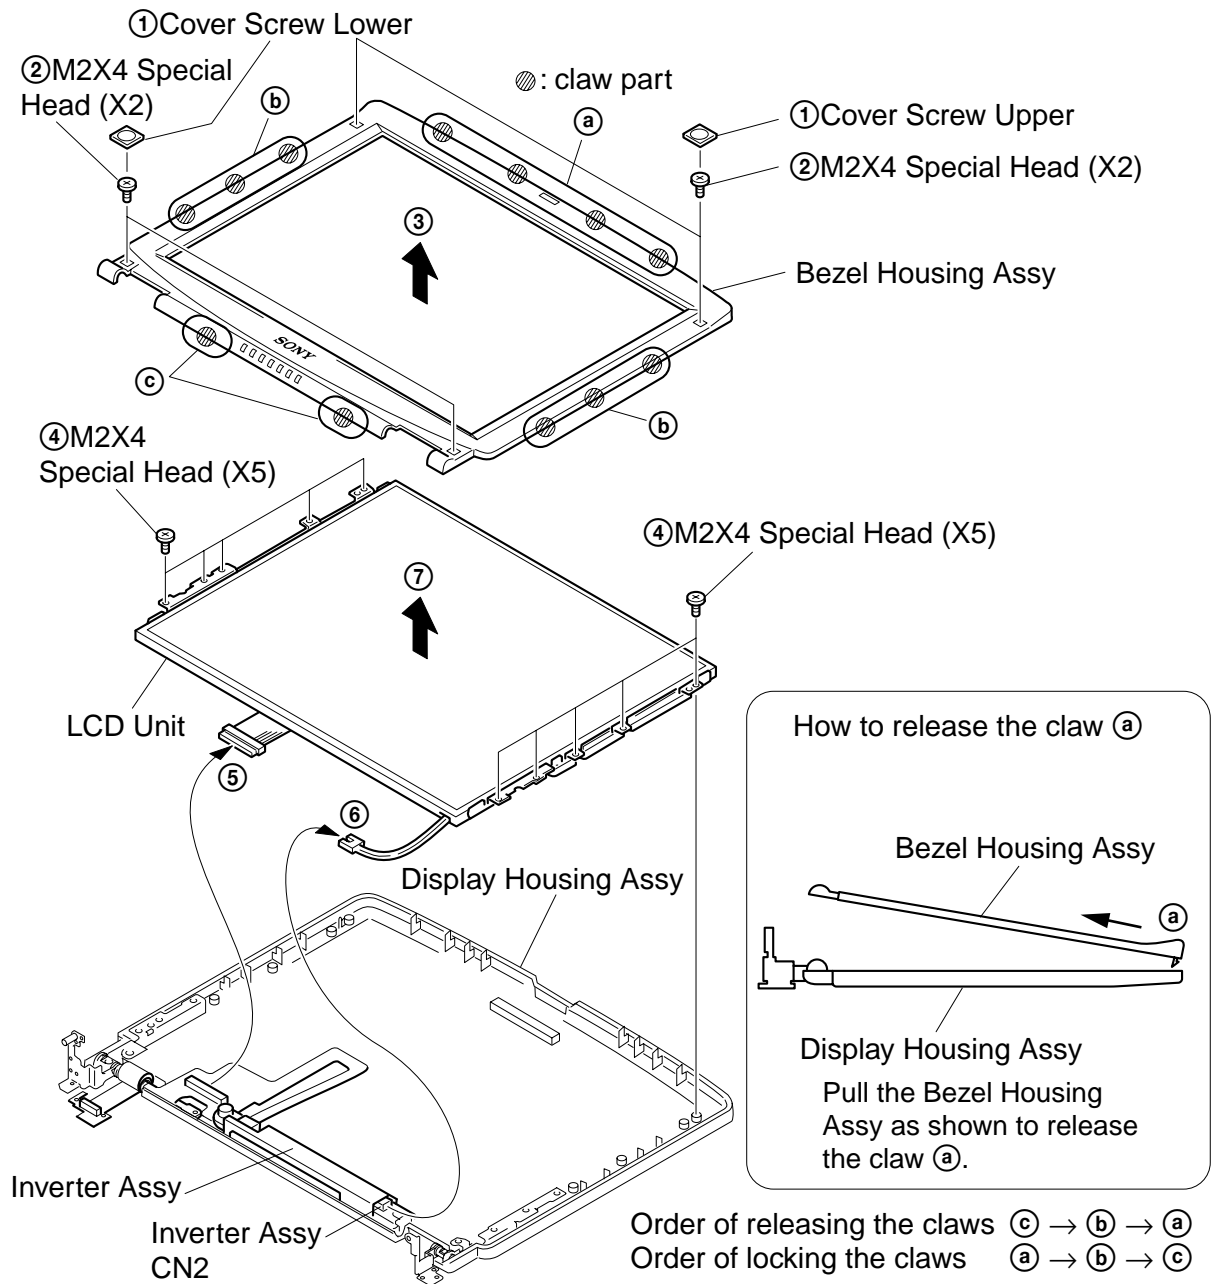 ①Cover Screw Lower
②M2X4 Special
Head (X2)
ⓑ
: claw part
ⓐ
①Cover Screw Upper
②M2X4 Special Head (X2)
③
Bezel Housing Assy
SONY
ⓒ
ⓑ
④M2X4
Special Head (X5)
④M2X4 Special Head (X5)
⑦
LCD Unit
⑤
⑥
Display Housing Assy
Inverter Assy
Inverter Assy
CN2
How to release the claw ⓐ
Bezel Housing Assy
ⓐ
Display Housing Assy
Pull the Bezel Housing
Assy as shown to release
the claw ⓐ.
Order of releasing the claws ⓒ → ⓑ → ⓐ
Order of locking the claws ⓐ → ⓑ → ⓒ